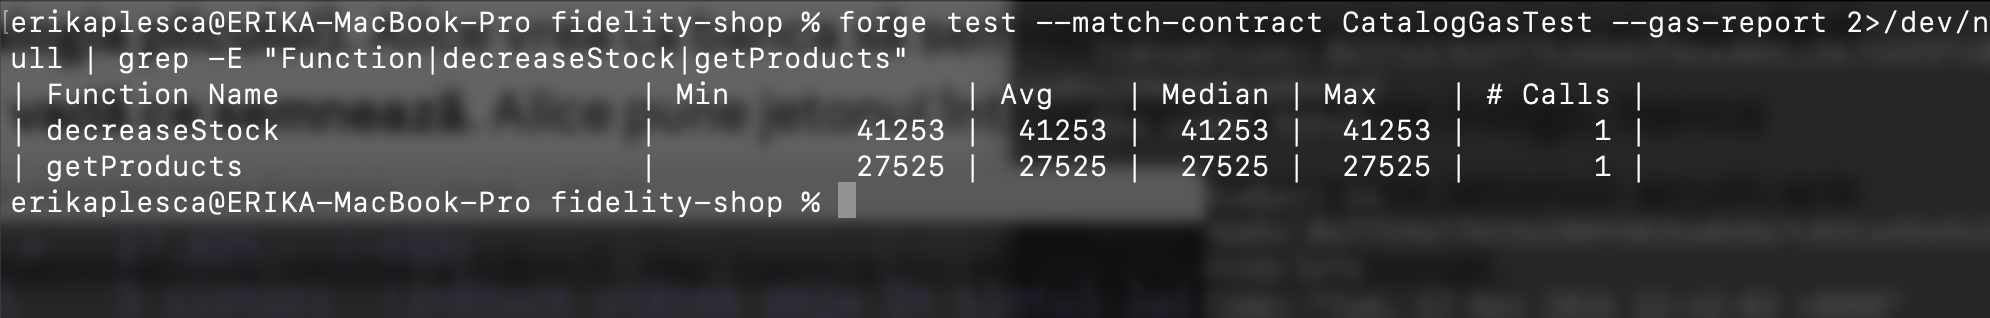 [erikaplesca@ERIKA-MacBook-Pro fidelity-shop % forge test --match-contract CatalogGasTest --gas-report 2>/dev/n
ull | grep -E "Function|decreaseStock|getProducts"
| Function Name | Min | Avg | Median | Max | # Calls |
| decreaseStock | 41253 | 41253 | 41253 | 41253 | 1 |
| getProducts | 27525 | 27525 | 27525 | 27525 | 1 |
erikaplesca@ERIKA-MacBook-Pro fidelity-shop %